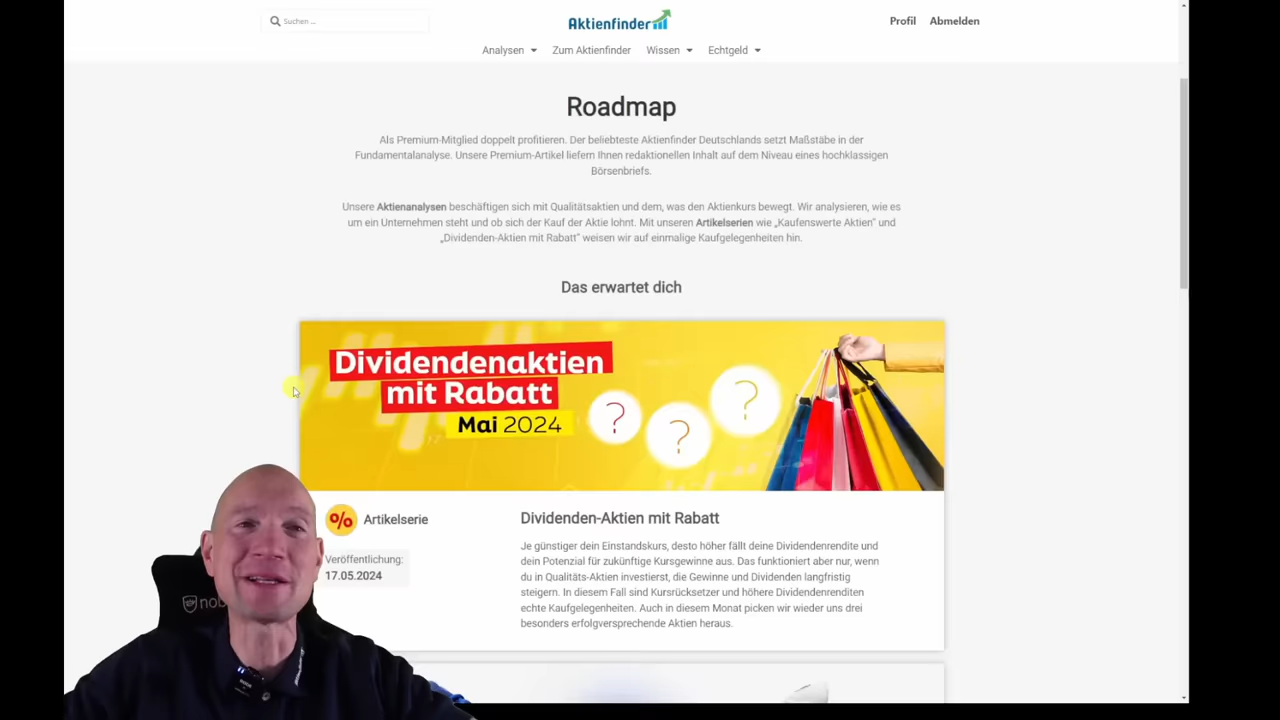 Suchen ...
Aktienfinder
Profil
Abmelden
Analysen
Zum Aktienfinder
Wissen
Echtgeld
Roadmap
Als Premium-Mitglied doppelt profitieren. Der beliebteste Aktienfinder Deutschlands setzt Maßstäbe in der
Fundamentalanalyse. Unsere Premium-Artikel liefern Ihnen redaktionellen Inhalt auf dem Niveau eines hochklassigen
Börsenbriefs.
Unsere Aktienanalysen beschäftigen sich mit Qualitätsaktien und dem, was den Aktienkurs bewegt. Wir analysieren, wie es
um ein Unternehmen steht und ob sich der Kauf der Aktie lohnt. Mit unseren Artikelserien wie „Kaufenswerte Aktien" und
„Dividenden-Aktien mit Rabatt" weisen wir auf einmalige Kaufgelegenheiten hin.
Das erwartet dich
Dividendenaktien
mit Rabatt
Mai 2024
? ? ?
% Artikelserie
Veröffentlichung:
17.05.2024
Dividenden-Aktien mit Rabatt
Je günstiger dein Einstandskurs, desto höher fällt deine Dividendenrendite und
dein Potenzial für zukünftige Kursgewinne aus. Das funktioniert aber nur, wenn
du in Qualitäts-Aktien investierst, die Gewinne und Dividenden langfristig
steigern. In diesem Fall sind Kursrücksetzer und höhere Dividendenrenditen
echte Kaufgelegenheiten. Auch in diesem Monat picken wir wieder uns drei
besonders erfolgversprechende Aktien heraus.